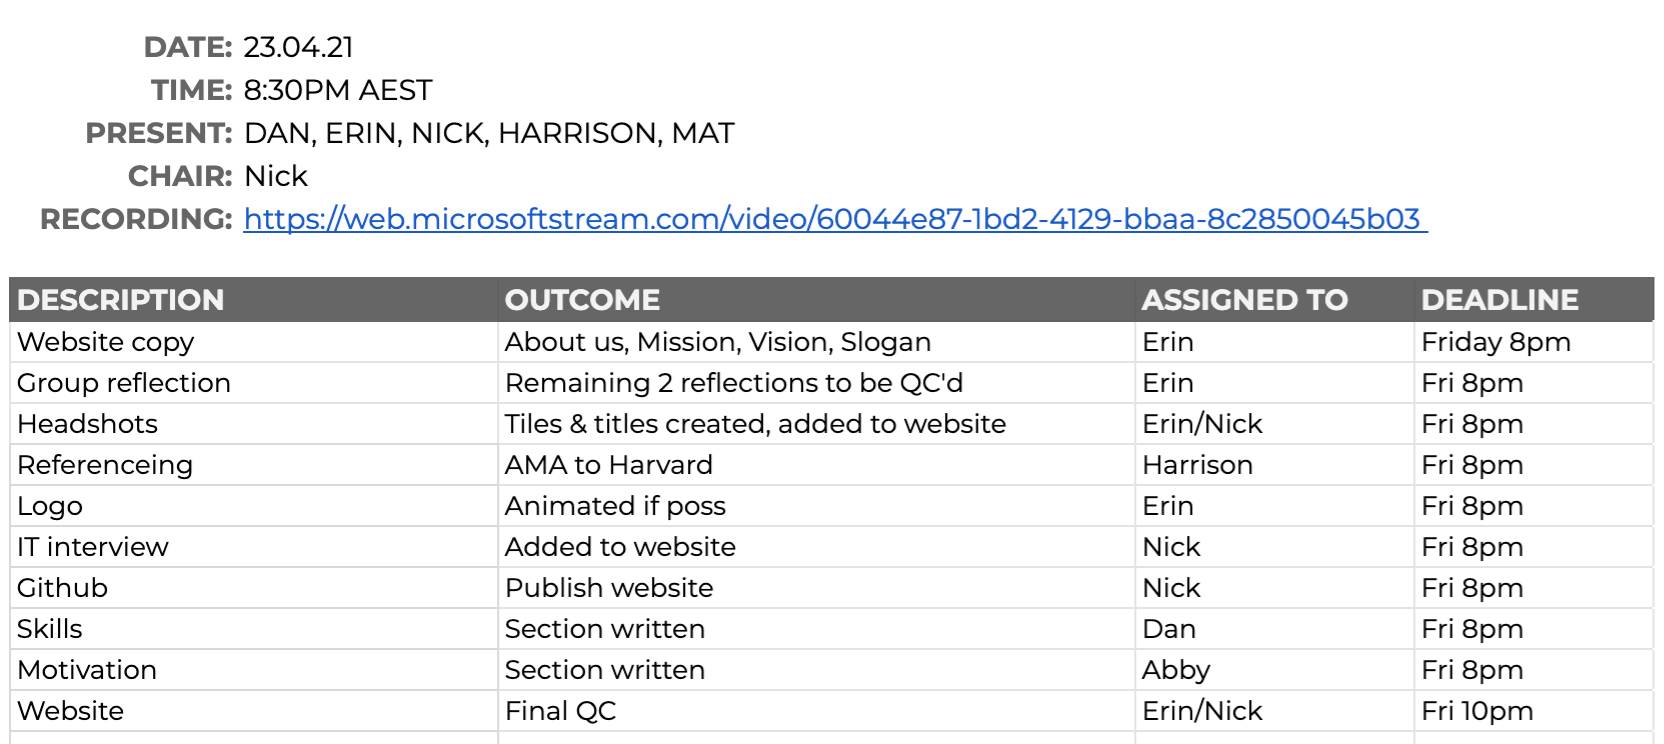 DATE: 23.04.21
TIME: 8:30PM AEST
PRESENT: DAN, ERIN, NICK, HARRISON, MAT
CHAIR: Nick
RECORDING: https://web.microsoftstream.com/video/60044e87-1bd2-4129-bbaa-8c2850045b03
DESCRIPTION OUTCOME ASSIGNED TO DEADLINE
Website copy About us, Mission, Vision, Slogan Erin Friday 8pm
Group reflection Remaining 2 reflections to be QC'd Erin Fri 8pm
Headshots Tiles & titles created, added to website Erin/Nick Fri 8pm
Referenceing AMA to Harvard Harrison Fri 8pm
Logo Animated if poss Erin Fri 8pm
IT interview Added to website Nick Fri 8pm
Github Publish website Nick Fri 8pm
Skills Section written Dan Fri 8pm
Motivation Section written Abby Fri 8pm
Website Final QC Erin/Nick Fri 10pm